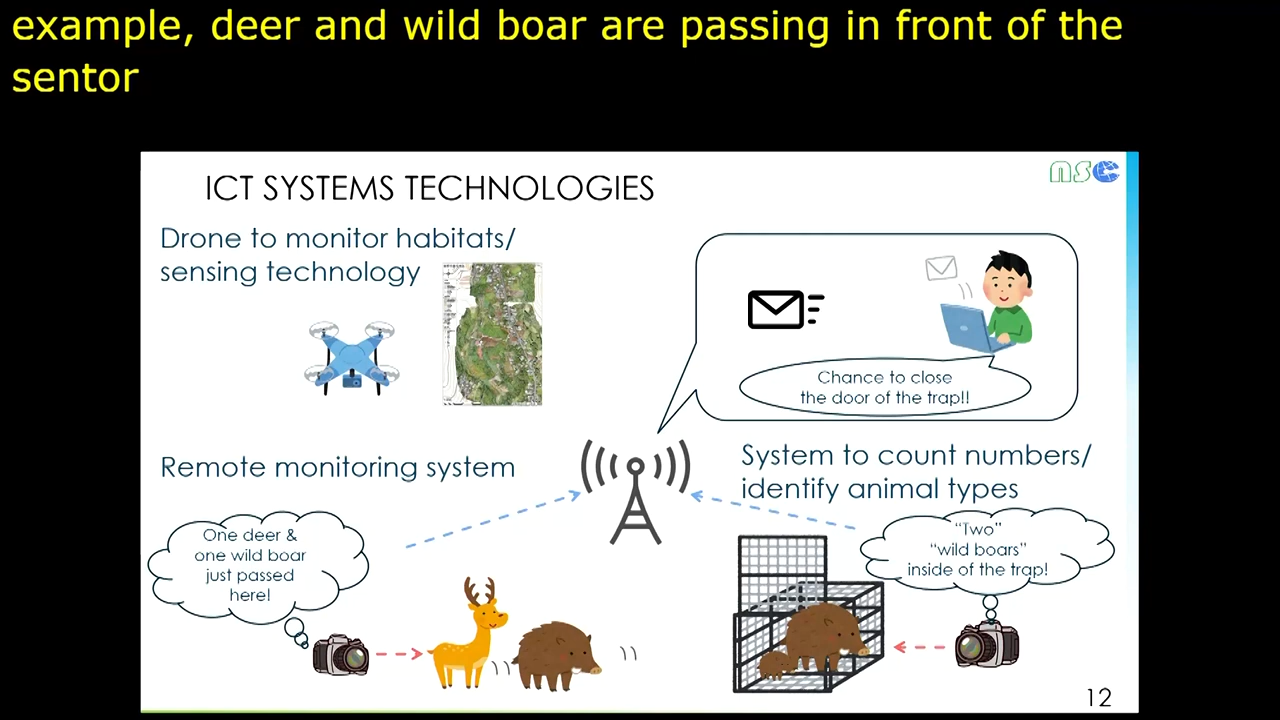 example, deer and wild boar are passing in front of the
sentor
nsc
ICT SYSTEMS TECHNOLOGIES
Drone to monitor habitats/
sensing technology
Chance to close
the door of the trap!!
Remote monitoring system
System to count numbers/
identify animal types
One deer &
one wild boar
just passed
here!
"Two"
"wild boars"
inside of the trap!
12